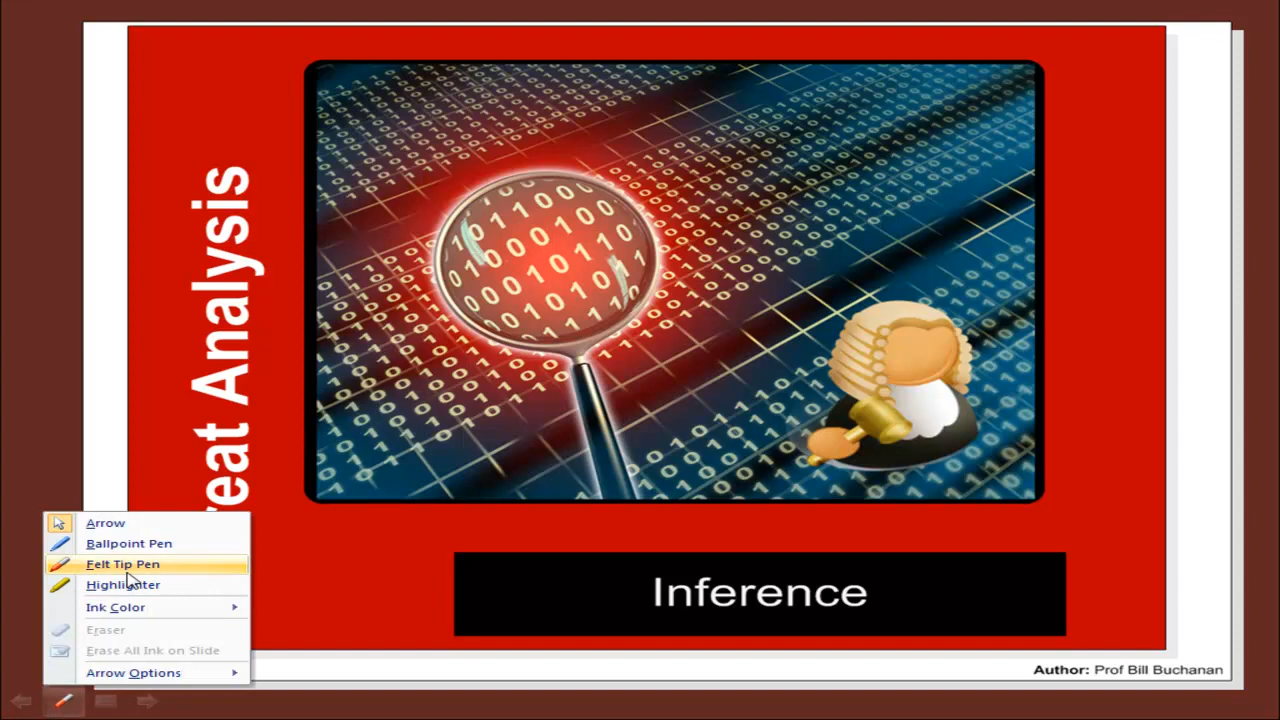 eat Analysis
Inference
Author: Prof Bill Buchanan
Arrow
Ballpoint Pen
Felt Tip Pen
Highlighter
Ink Color
Eraser
Erase All Ink on Slide
Arrow Options